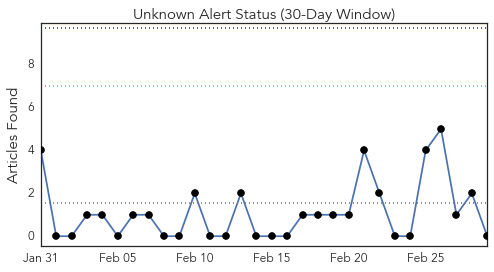 Unknown Alert Status (30-Day Window)
Articles Found
8
6
4
2
0
Jan 31 Feb 05 Feb 10 Feb 15 Feb 20 Feb 25